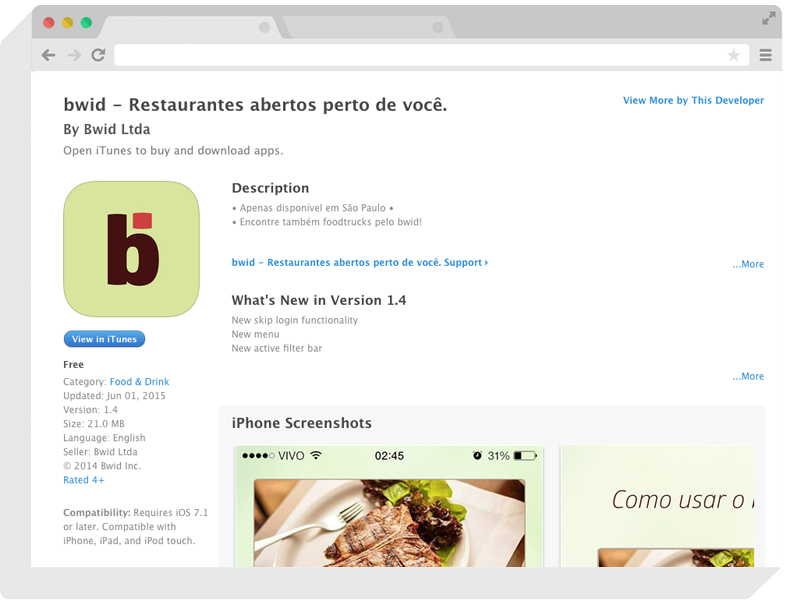 bwid – Restaurantes abertos perto de você.
View More by This Developer
By Bwid Ltda
Open iTunes to buy and download apps.
b
View in iTunes
Free
Category: Food & Drink
Updated: Jun 01, 2015
Version: 1.4
Size: 21.0 MB
Language: English
Seller: Bwid Ltda
© 2014 Bwid Inc.
Rated 4+
Compatibility: Requires iOS 7.1
or later. Compatible with
iPhone, iPad, and iPod touch.
Description
• Apenas disponível em São Paulo •
• Encontre também foodtrucks pelo bwid!
bwid – Restaurantes abertos perto de você. Support
...More
What's New in Version 1.4
New skip login functionality
New menu
New active filter bar
...More
iPhone Screenshots
VIVO 02:45 31%
Como usar o